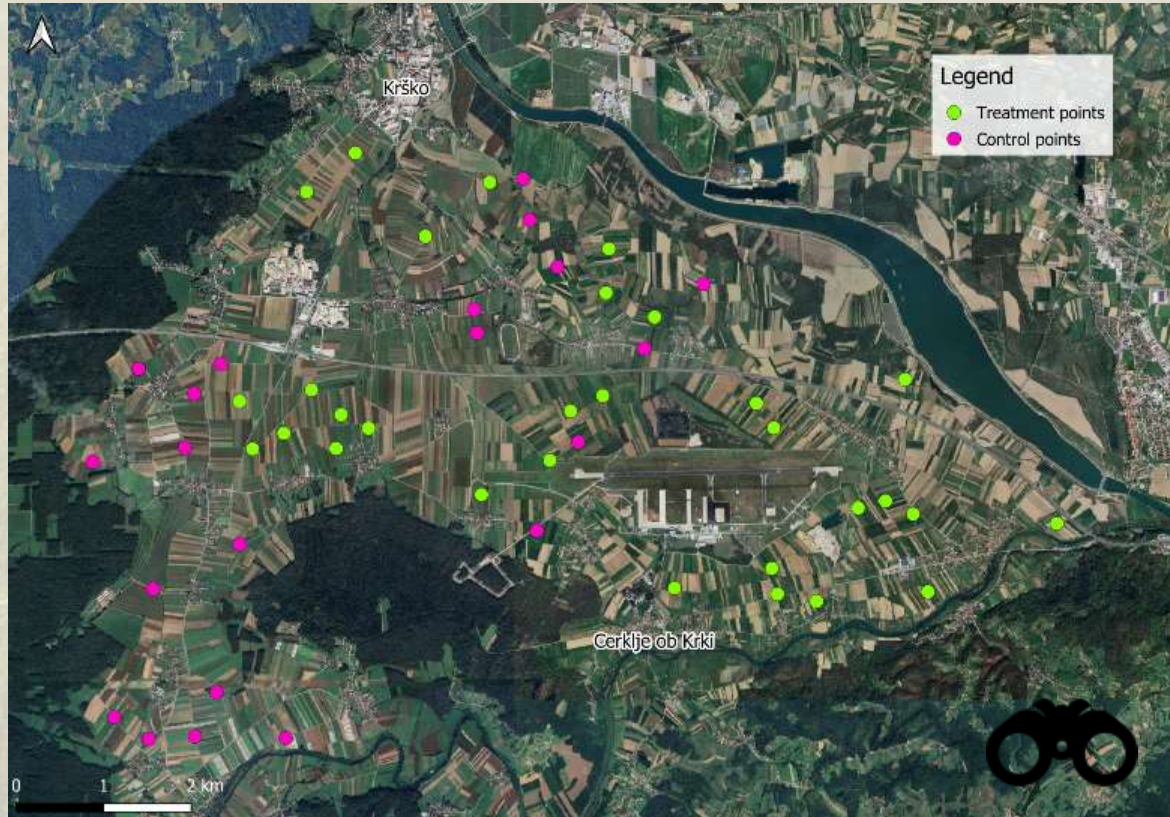 Krško
Legend
Treatment points
Control points
Cerklje ob Krki
0 1 2 km